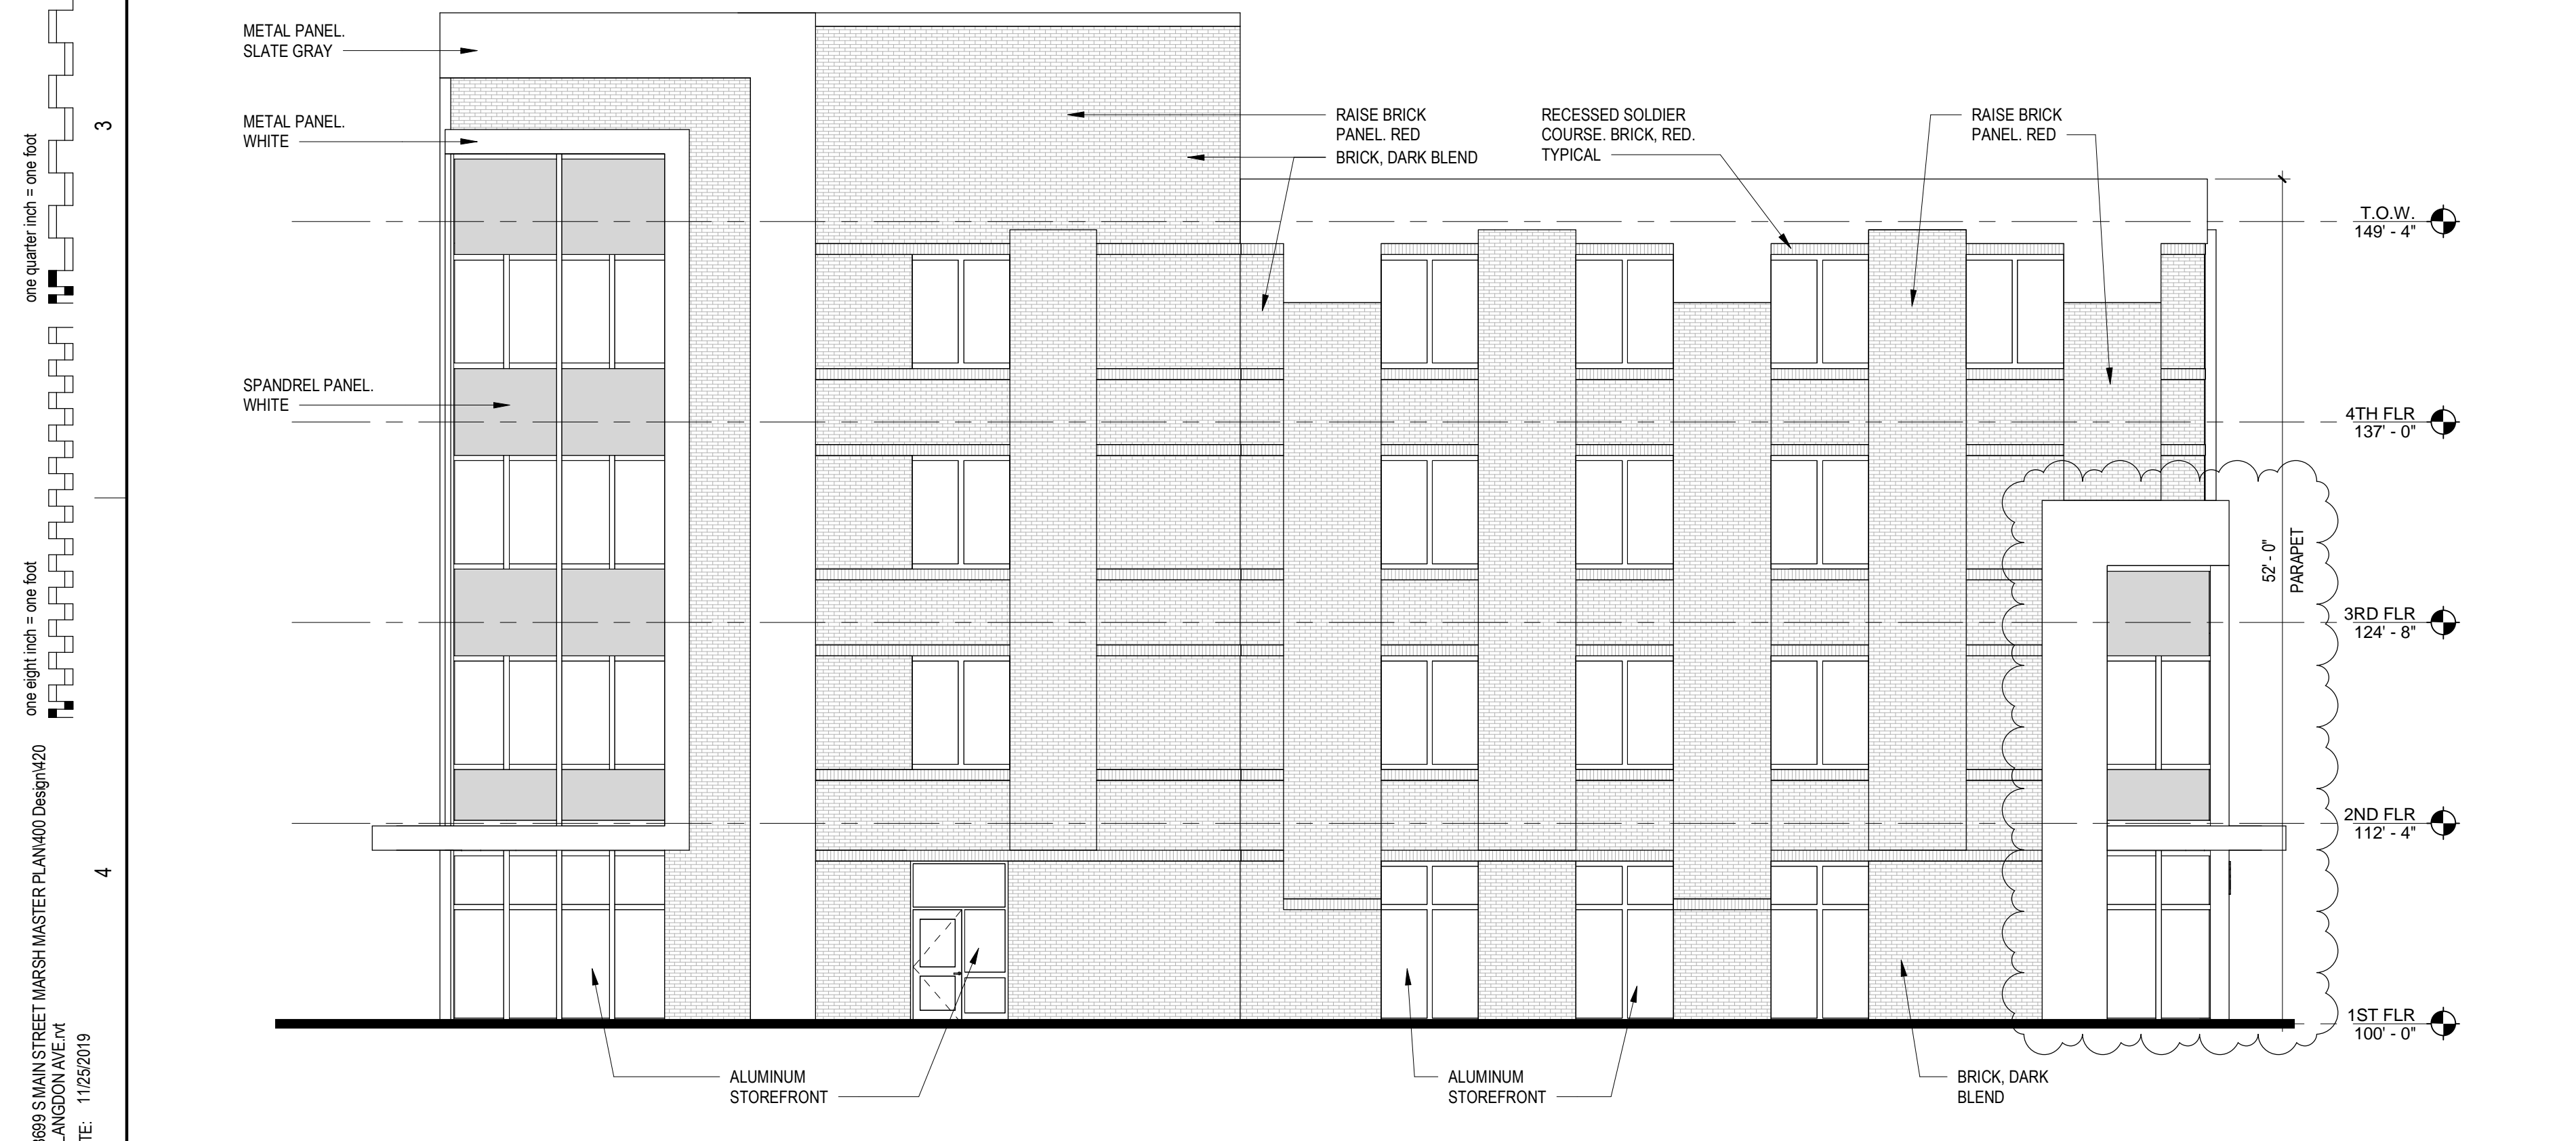 METAL PANEL.
SLATE GRAY
METAL PANEL.
WHITE
SPANDREL PANEL.
WHITE
RAISE BRICK
PANEL. RED
BRICK, DARK BLEND
RECESSED SOLDIER
COURSE. BRICK, RED.
TYPICAL
RAISE BRICK
PANEL. RED
T.O.W.
149' - 4"
4TH FLR
137' - 0"
3RD FLR
124' - 8"
2ND FLR
112' - 4"
1ST FLR
100' - 0"
52' - 0"
PARAPET
ALUMINUM
STOREFRONT
ALUMINUM
STOREFRONT
BRICK, DARK
BLEND
3
4
one quarter inch = one foot
one eight inch = one foot
3699 S MAIN STREET MARSH MASTER PLAN\400 Design\420
LANGDON AVE.rvt
TE: 11/25/2019